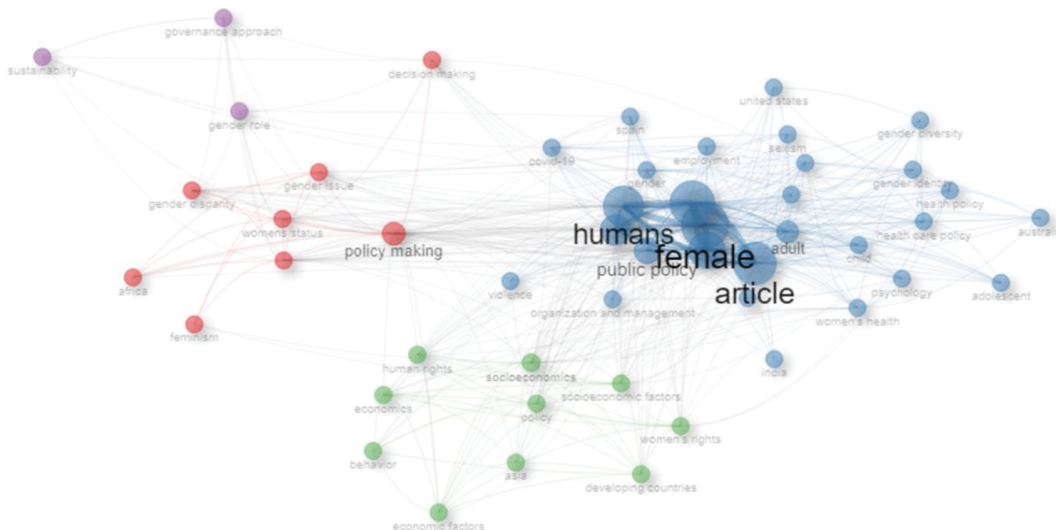 governance approach
sustainability
decision making
united states
gender role
spain
gender diversity
sexism
covid-19
employment
gender
gender identity
gender issue
gender disparity
health policy
womens status
humans
health care policy
policy making
female
adult
child
public policy
africa
violence
article
psychology
adolescent
organization and management
women's health
feminism
human rights
socioeconomics
india
socioeconomic factors
economics
policy
women's rights
behavior
asia
developing countries
economic factors